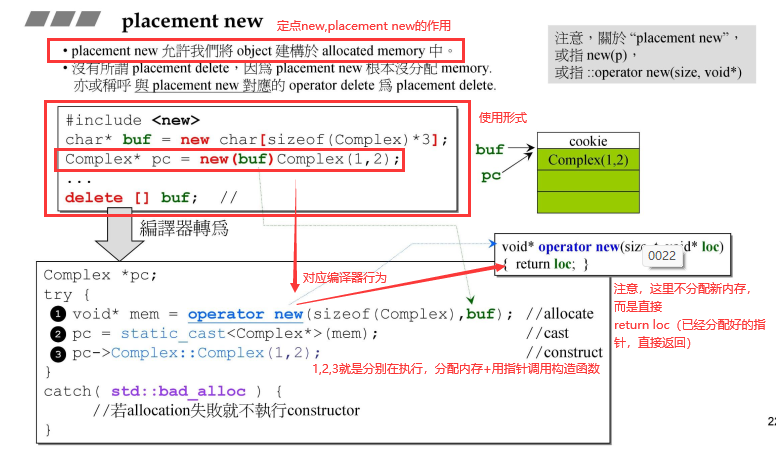 placement new
定点new,placement new的作用
• placement new 允許我們將 object 建構於 allocated memory 中。
• 沒有所謂 placement delete，因為 placement new 根本沒分配 memory.
亦或稱呼 與 placement new 對應的 operator delete 為 placement delete.
注意，關於 “placement new”，
或指 new(p)，
或指 ::operator new(size, void*)
#include <new>
char* buf = new char[sizeof(Complex)*3];
Complex* pc = new(buf)Complex(1,2);
...
delete [] buf; //
使用形式
buf
pc
cookie
Complex(1,2)
編譯器轉為
void* operator new(size_t, void* loc)
{ return loc; }
0022
对应编译器行为
注意，这里不分配新内存，
而是直接
return loc（已经分配好的指
针，直接返回）
Complex *pc;
try {
❶ void* mem = operator new(sizeof(Complex),buf); //allocate
❷ pc = static_cast<Complex*>(mem); //cast
❸ pc->Complex::Complex(1,2); //construct
1,2,3就是分别在执行，分配内存+用指针调用构造函数
}
catch( std::bad_alloc ) {
//若allocation失敗就不執行constructor
}
22